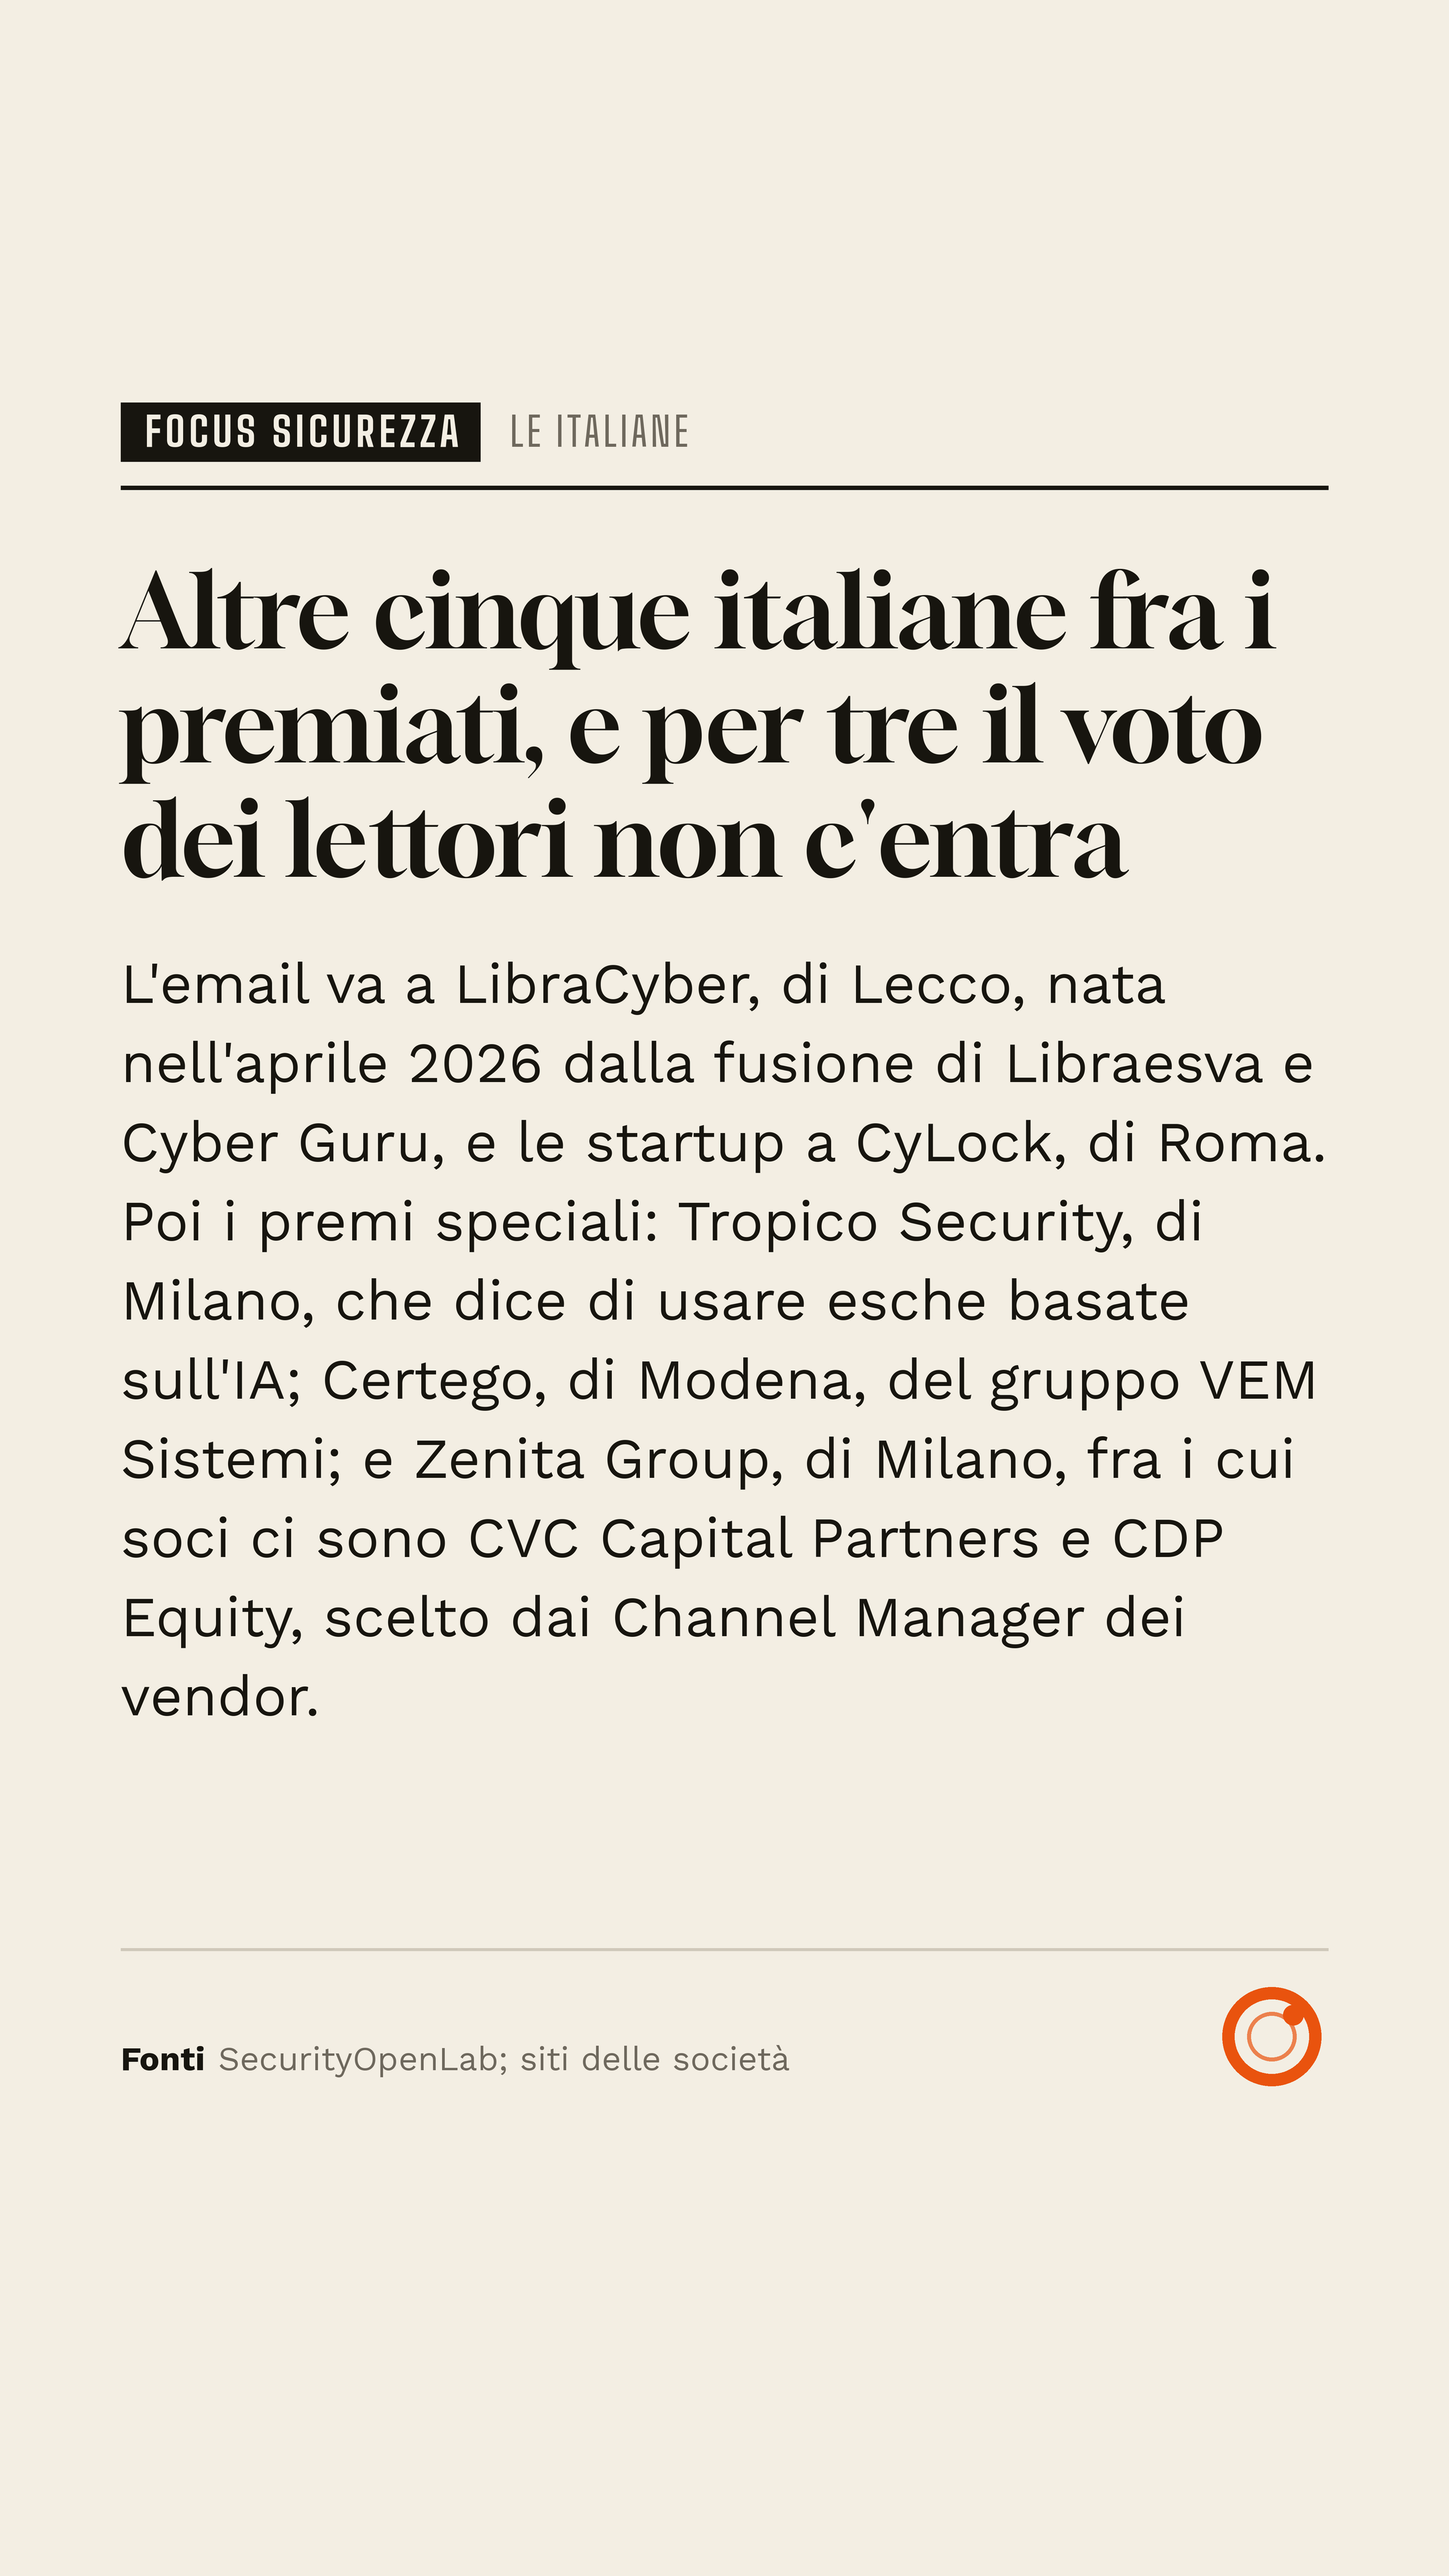 FOCUS SICUREZZA LE ITALIANE
Altre cinque italiane fra i
premiati, e per tre il voto
dei lettori non c'entra
L'email va a LibraCyber, di Lecco, nata
nell'aprile 2026 dalla fusione di Libraesva e
Cyber Guru, e le startup a CyLock, di Roma.
Poi i premi speciali: Tropico Security, di
Milano, che dice di usare esche basate
sull'IA; Certego, di Modena, del gruppo VEM
Sistemi; e Zenita Group, di Milano, fra i cui
soci ci sono CVC Capital Partners e CDP
Equity, scelto dai Channel Manager dei
vendor.
Fonti SecurityOpenLab; siti delle società